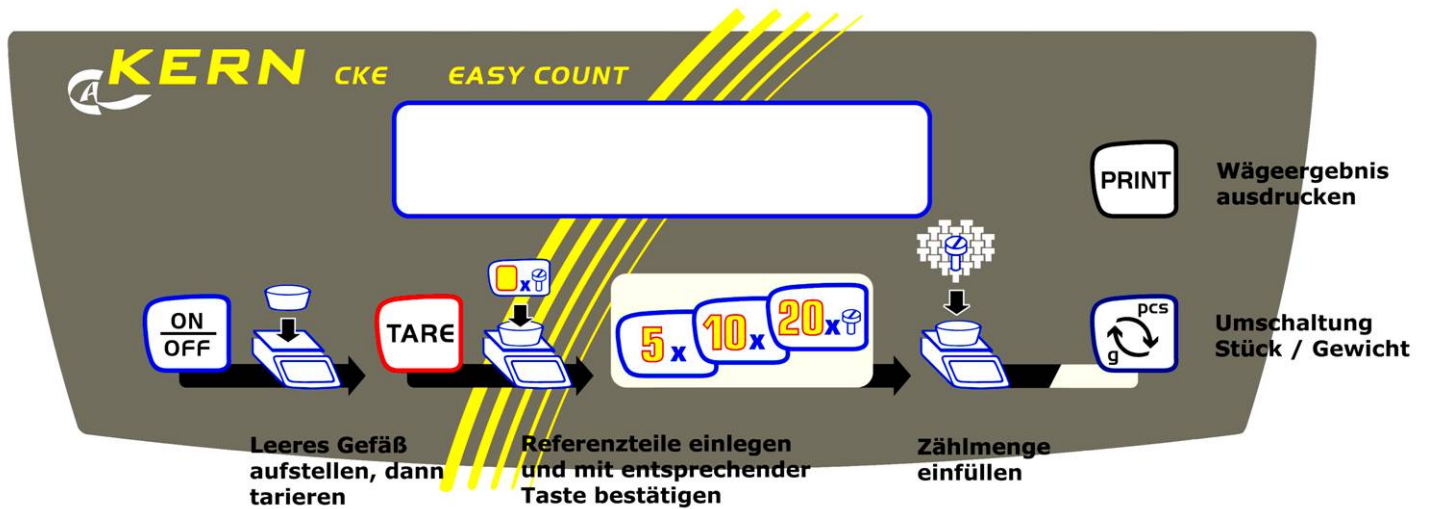 KERN CKE EASY COUNT
PRINT
Wägeergebnis
ausdrucken
ON
OFF
TARE
x
5 x
10 x
20 x
pcs
g
Umschaltung
Stück / Gewicht
Leeres Gefäß
aufstellen, dann
tarieren
Referenzteile einlegen
und mit entsprechender
Taste bestätigen
Zählmenge
einfüllen